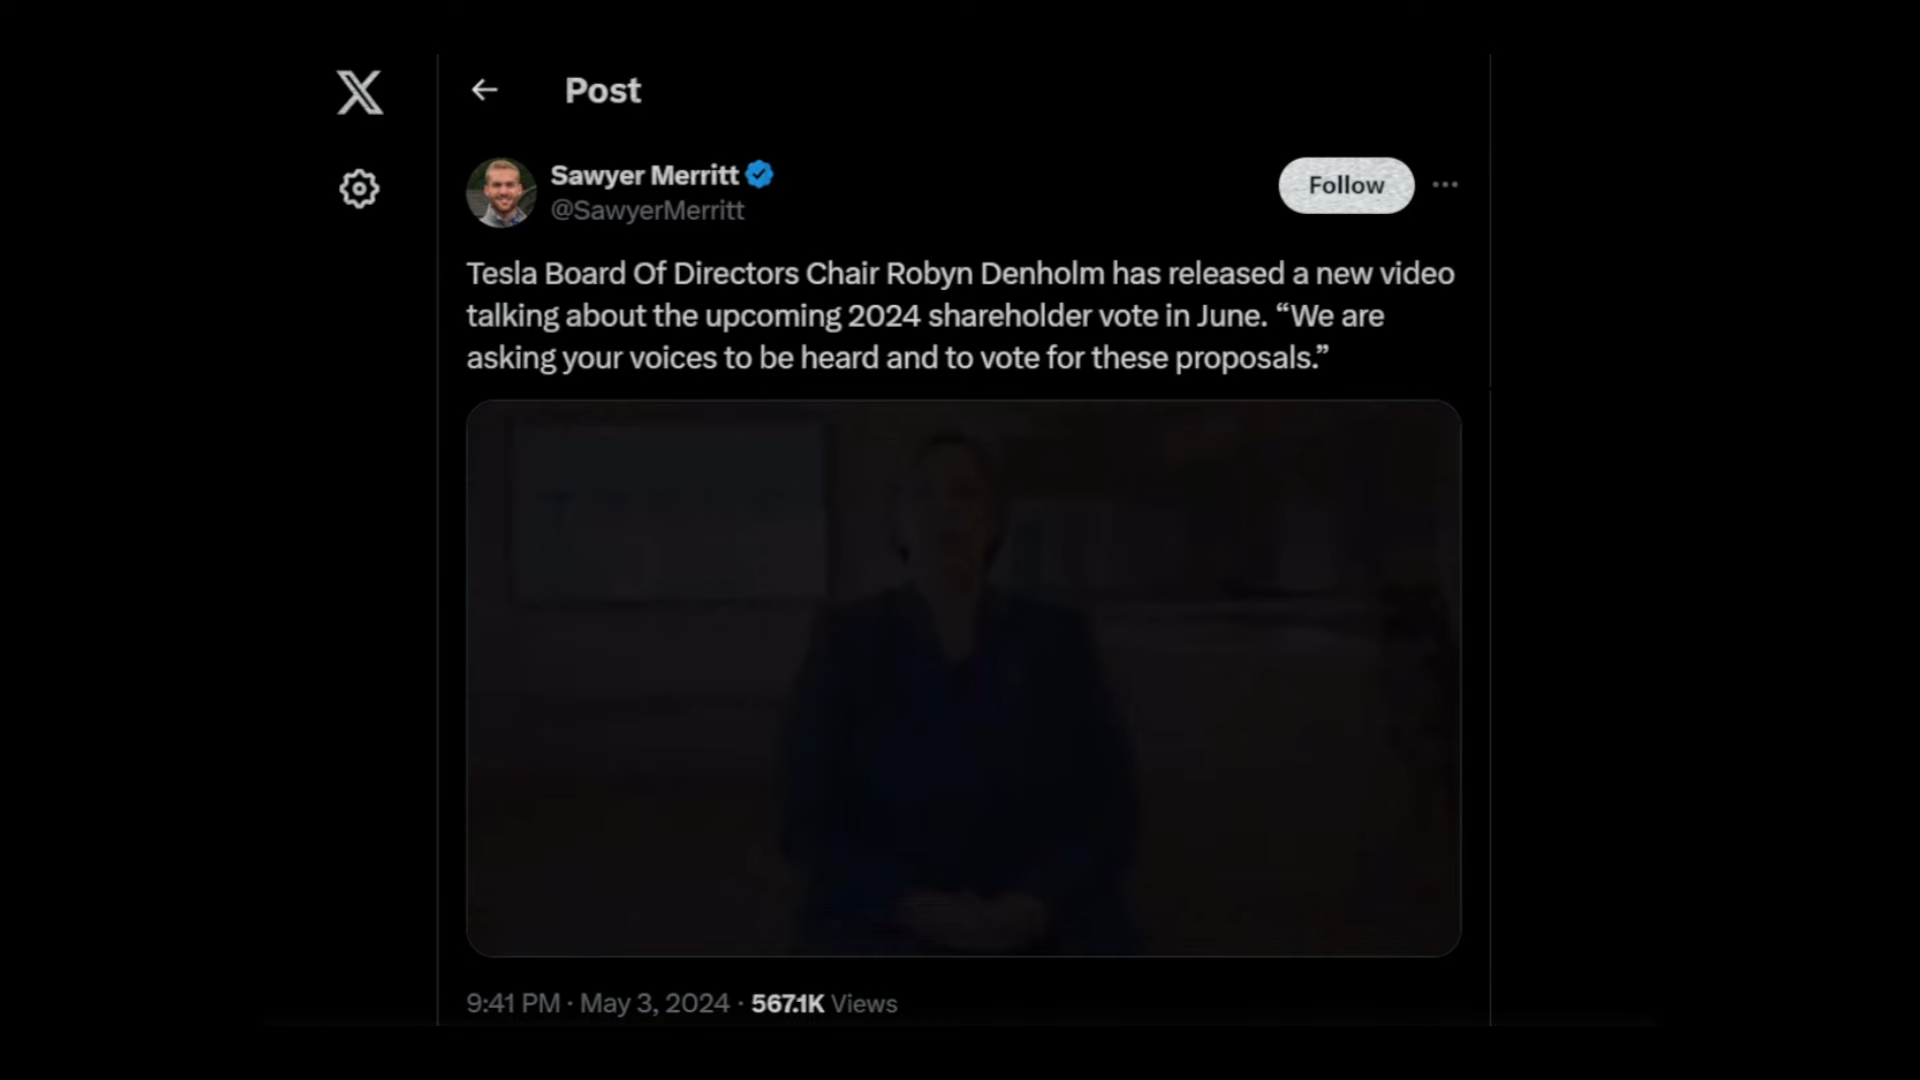 Post
Sawyer Merritt
@SawyerMerritt
Follow
Tesla Board Of Directors Chair Robyn Denholm has released a new video
talking about the upcoming 2024 shareholder vote in June. “We are
asking your voices to be heard and to vote for these proposals.”
9:41 PM · May 3, 2024 · 567.1K Views